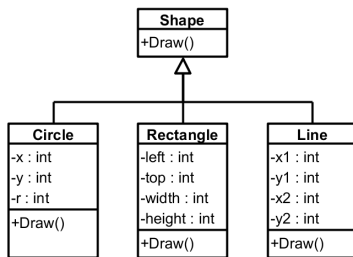 Shape
+Draw()
Circle
-x : int
-y : int
-r : int
+Draw()
Rectangle
-left : int
-top : int
-width : int
-height : int
+Draw()
Line
-x1 : int
-y1 : int
-x2 : int
-y2 : int
+Draw()